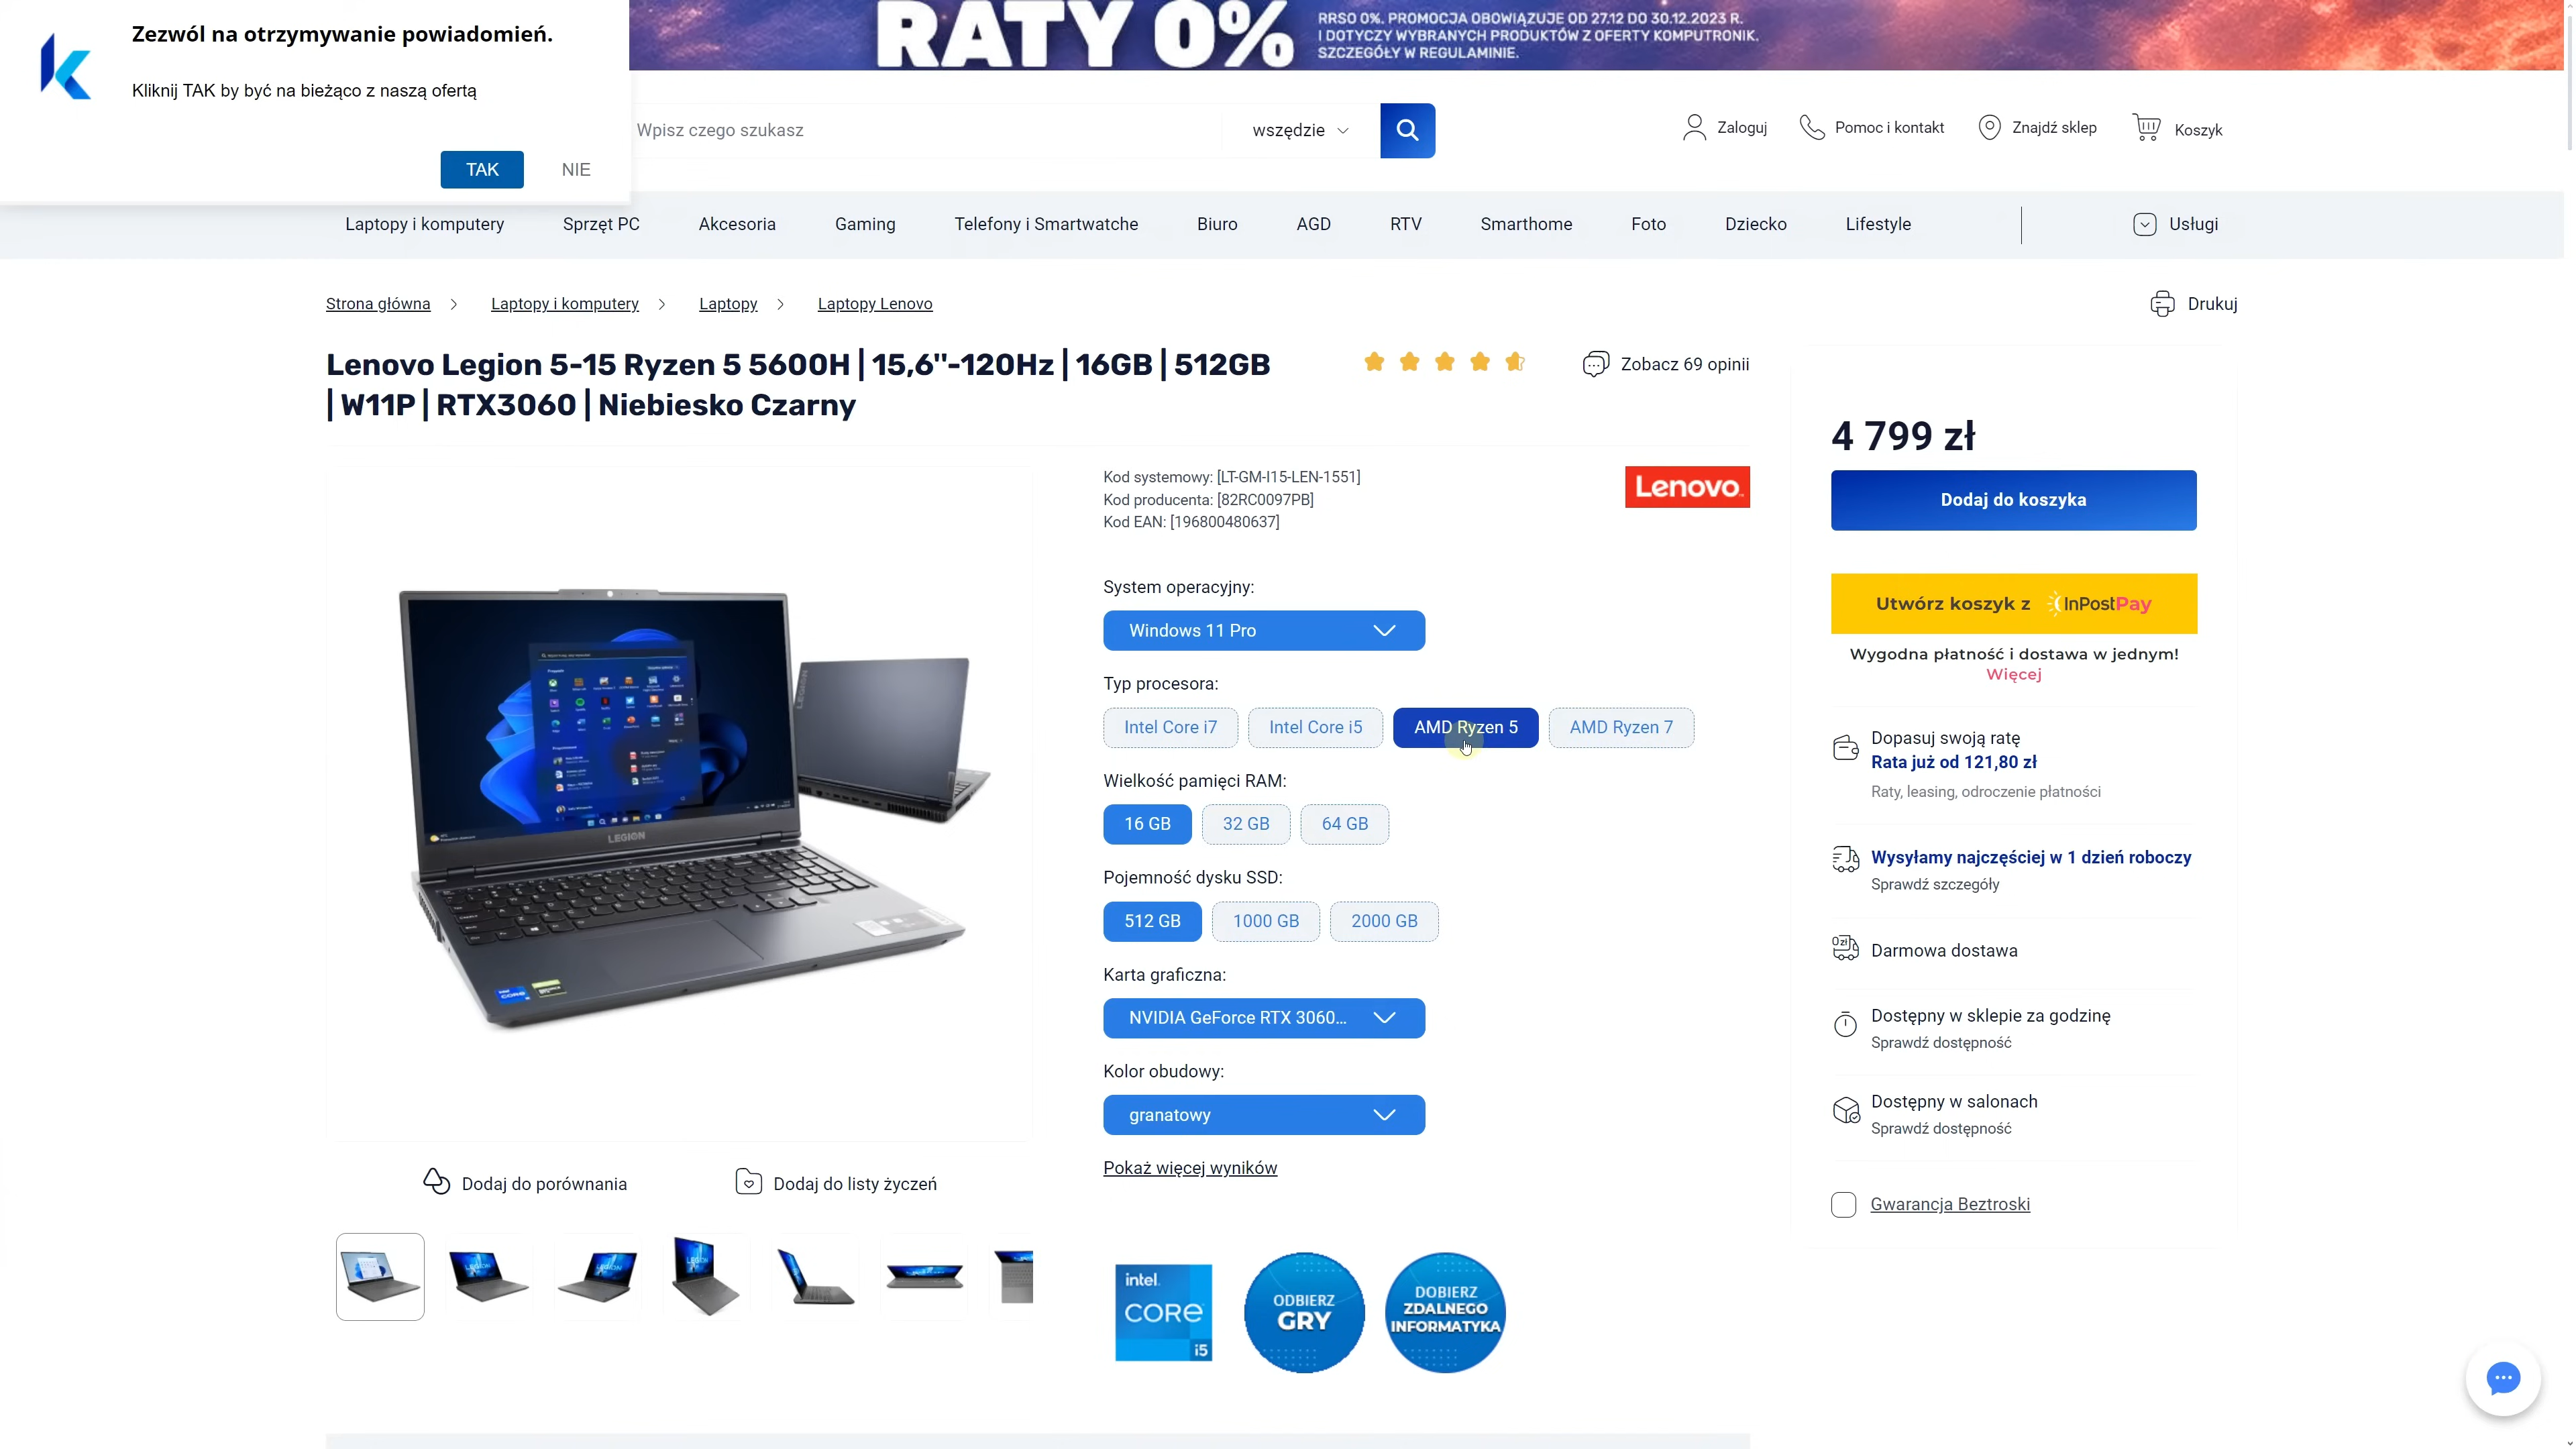 Zezwól na otrzymywanie powiadomień.
Kliknij TAK by być na bieżąco z naszą ofertą
TAK
NIE
RATY 0%
RRSO 0%. PROMOCJA OBOWIĄZUJE OD 27.12 DO 30.12.2023 R.
I DOTYCZY WYBRANYCH PRODUKTÓW Z OFERTY KOMPUTRONIK.
SZCZEGÓŁY W REGULAMINIE.
Wpisz czego szukasz
wszędzie
Zaloguj
Pomoc i kontakt
Znajdź sklep
Koszyk
Laptopy i komputery
Sprzęt PC
Akcesoria
Gaming
Telefony i Smartwatche
Biuro
AGD
RTV
Smarthome
Foto
Dziecko
Lifestyle
Usługi
Strona główna
Laptopy i komputery
Laptopy
Laptopy Lenovo
Drukuj
Lenovo Legion 5-15 Ryzen 5 5600H | 15,6"-120Hz | 16GB | 512GB
| W11P | RTX3060 | Niebiesko Czarny
Zobacz 69 opinii
Kod systemowy: [LT-GM-I15-LEN-1551]
Kod producenta: [82RC0097PB]
Kod EAN: [196800480637]
Lenovo
System operacyjny:
Windows 11 Pro
Typ procesora:
Intel Core i7
Intel Core i5
AMD Ryzen 5
AMD Ryzen 7
Wielkość pamięci RAM:
16 GB
32 GB
64 GB
Pojemność dysku SSD:
512 GB
1000 GB
2000 GB
Karta graficzna:
NVIDIA GeForce RTX 3060...
Kolor obudowy:
granatowy
Pokaż więcej wyników
LEGION
LEGION
Dodaj do porównania
Dodaj do listy życzeń
intel
CORE
i5
ODBIERZ
GRY
DOBIERZ
ZDALNEGO
INFORMATYKA
4 799 zł
Dodaj do koszyka
Utwórz koszyk z InPostPay
Wygodna płatność i dostawa w jednym!
Więcej
Dopasuj swoją ratę
Rata już od 121,80 zł
Raty, leasing, odroczenie płatności
Wysyłamy najczęściej w 1 dzień roboczy
Sprawdź szczegóły
0zł
Darmowa dostawa
Dostępny w sklepie za godzinę
Sprawdź dostępność
Dostępny w salonach
Sprawdź dostępność
Gwarancja Beztroski